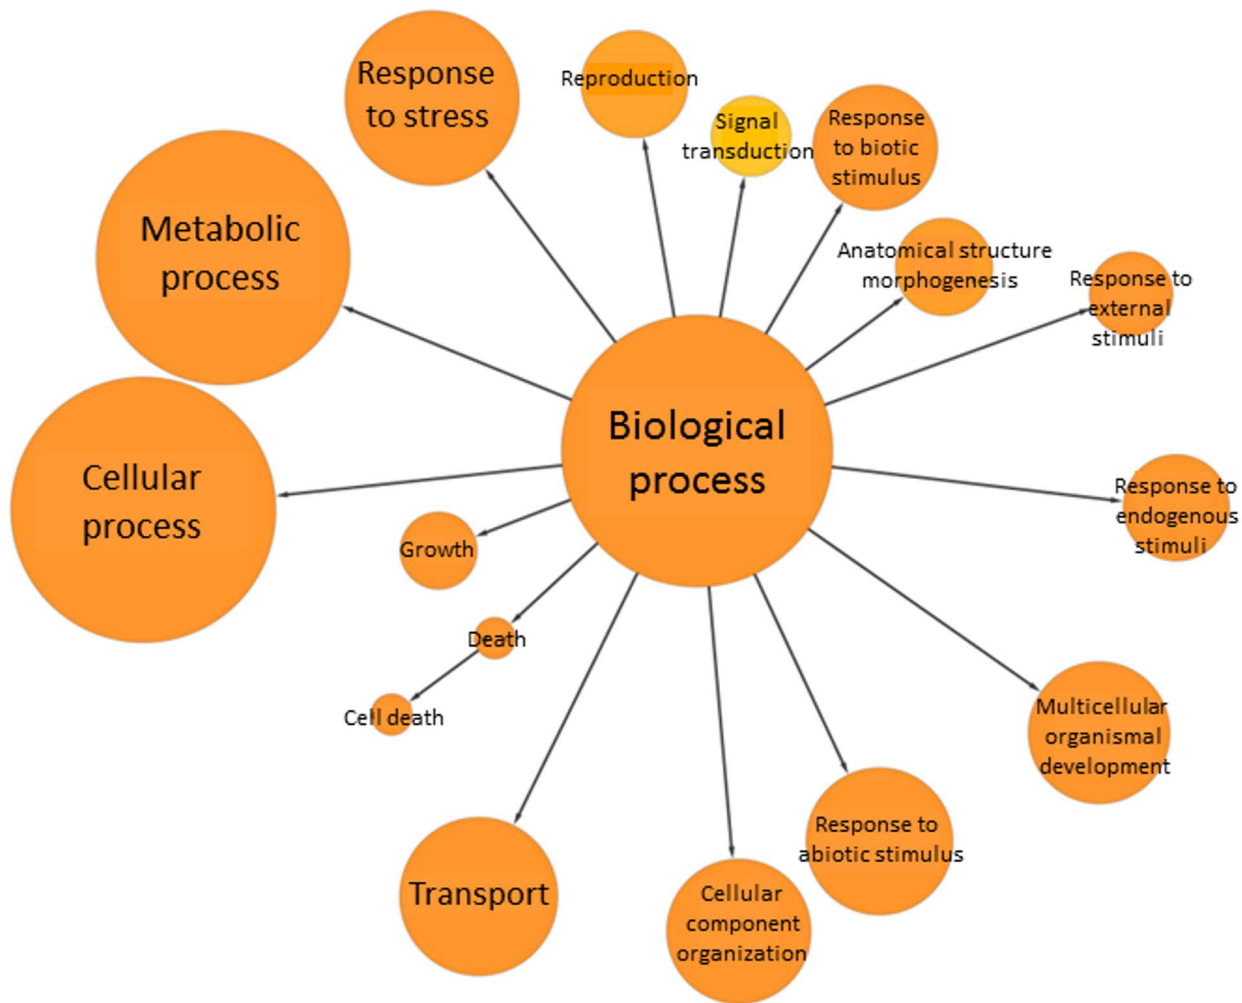 Response
to stress
Reproduction
Signal
transduction
Response
to biotic
stimulus
Metabolic
process
Anatomical structure
morphogenesis
Response to
external
stimuli
Biological
process
Cellular
process
Response to
endogenous
stimuli
Growth
Death
Cell death
Multicellular
organismal
development
Transport
Response to
abiotic stimulus
Cellular
component
organization